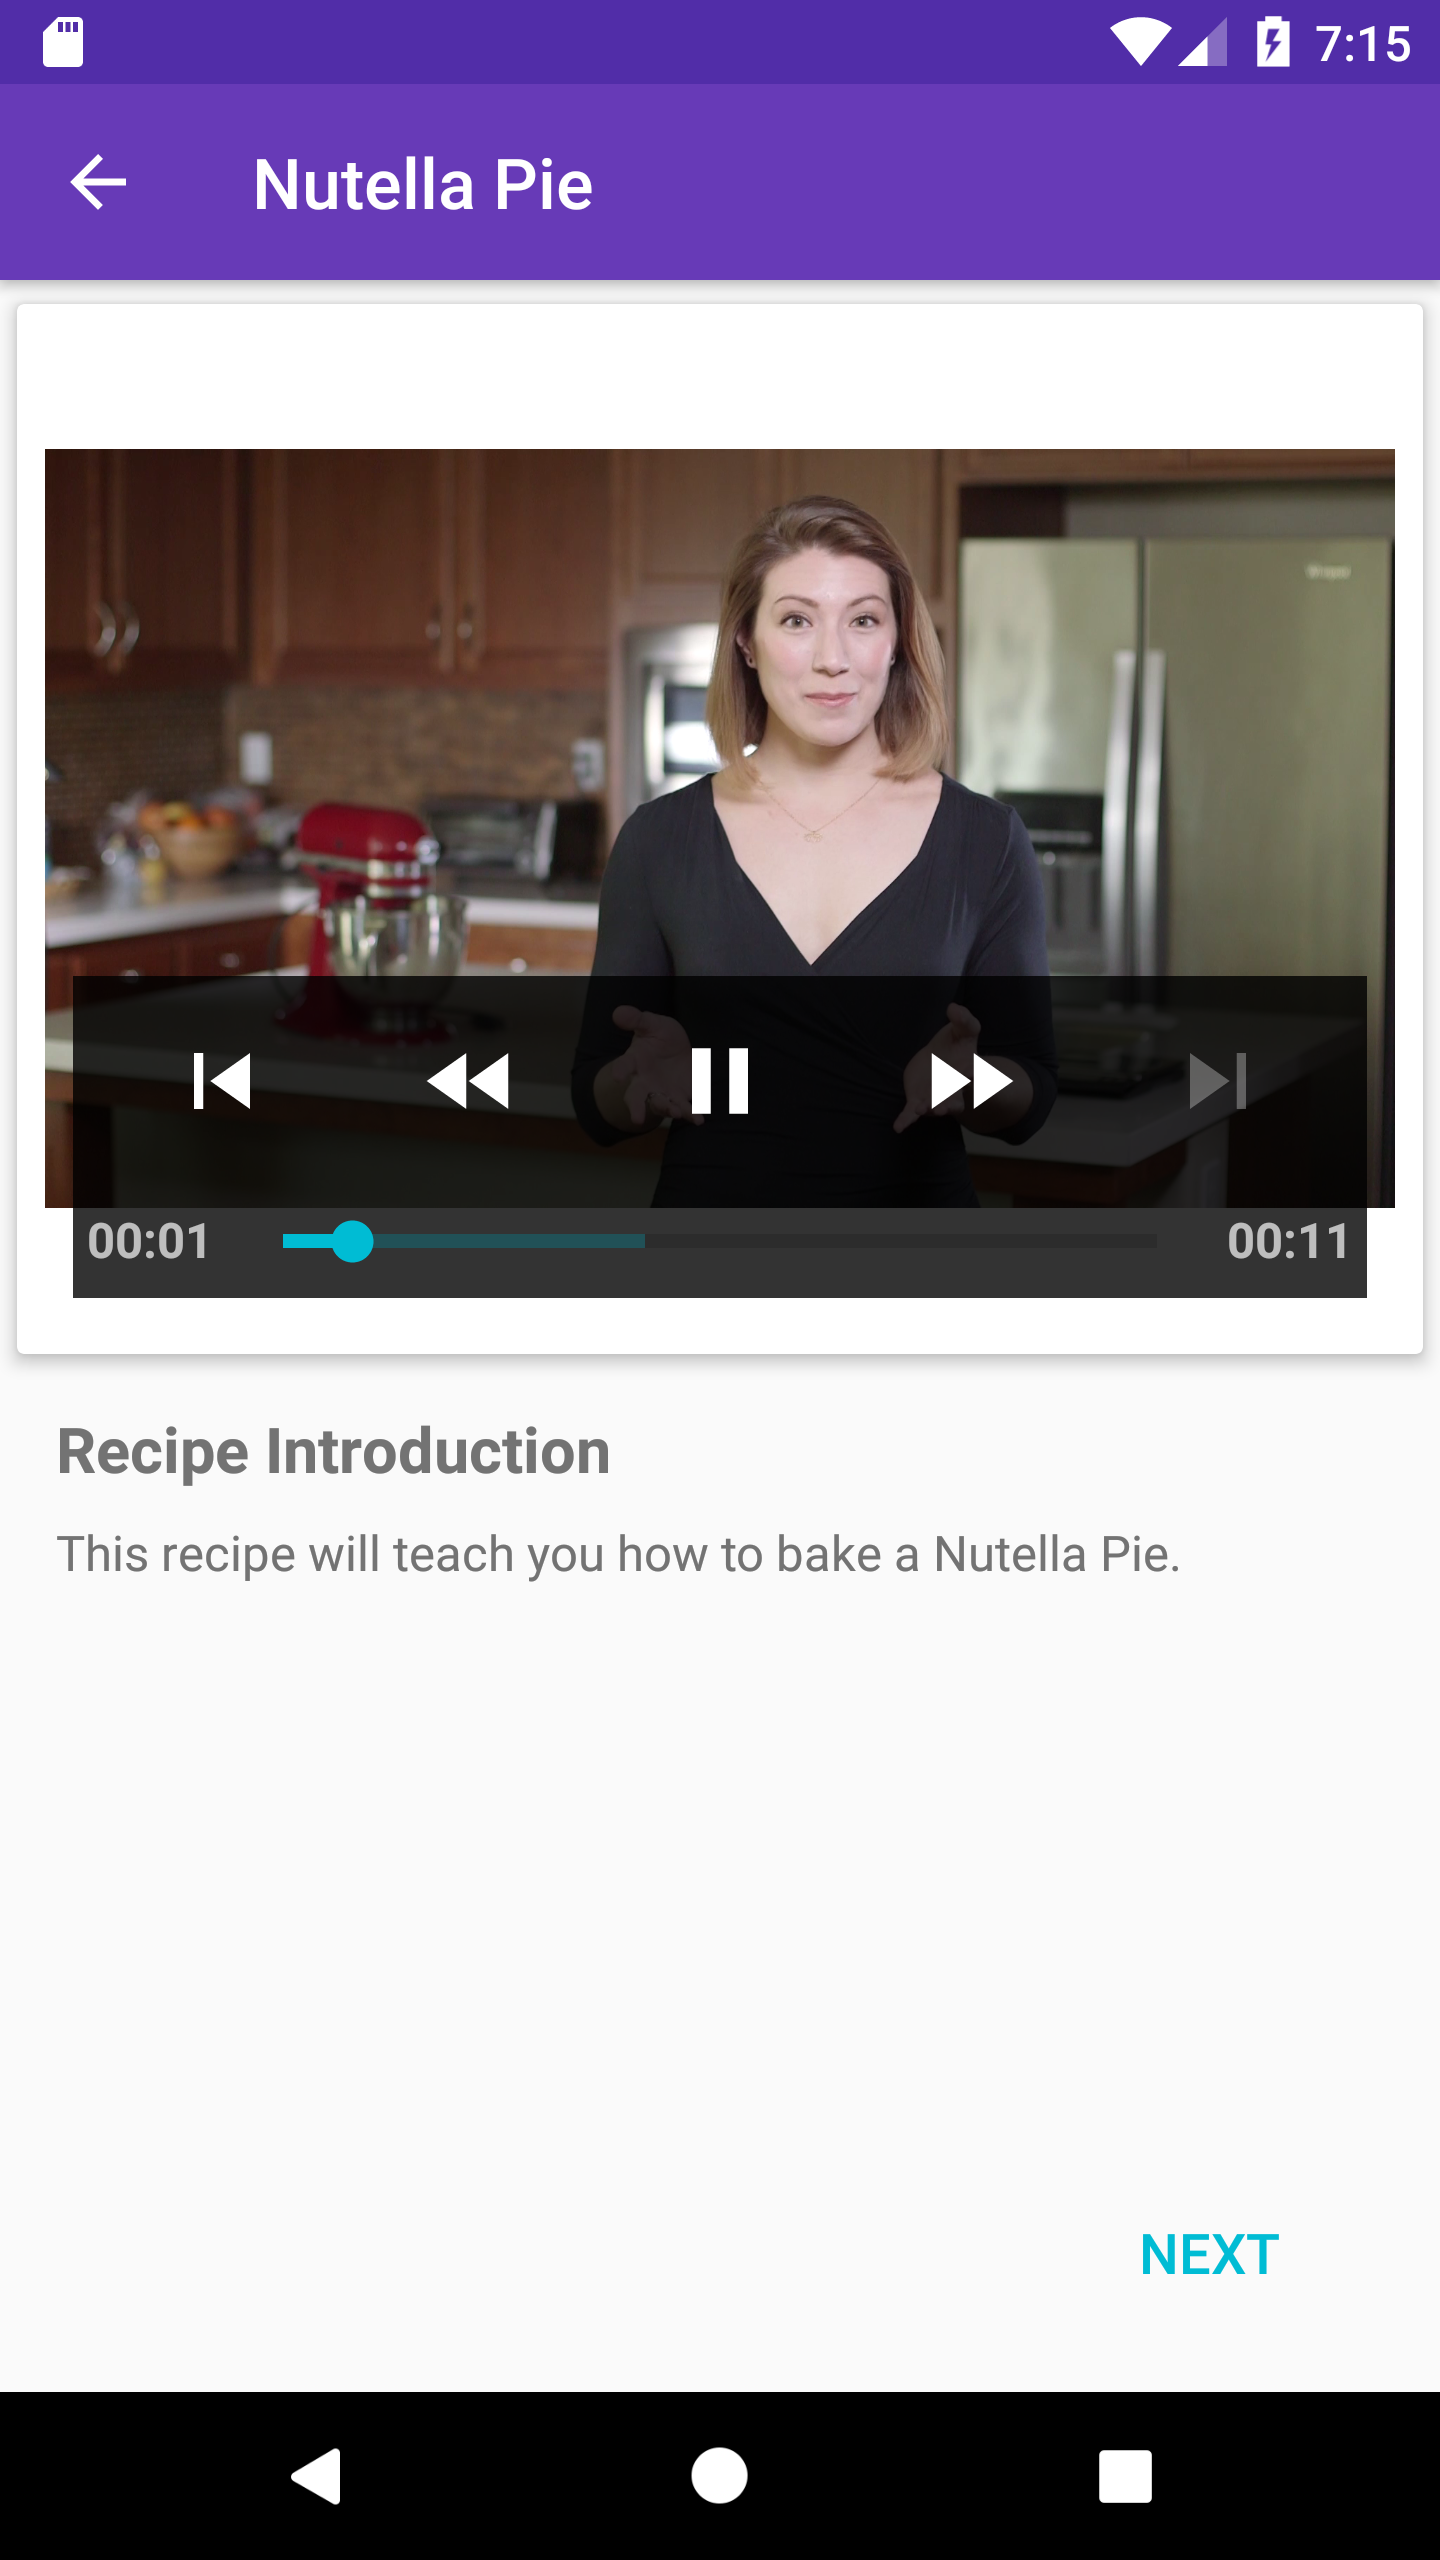 7:15
Nutella Pie
00:01
00:11
Recipe Introduction
This recipe will teach you how to bake a Nutella Pie.
NEXT